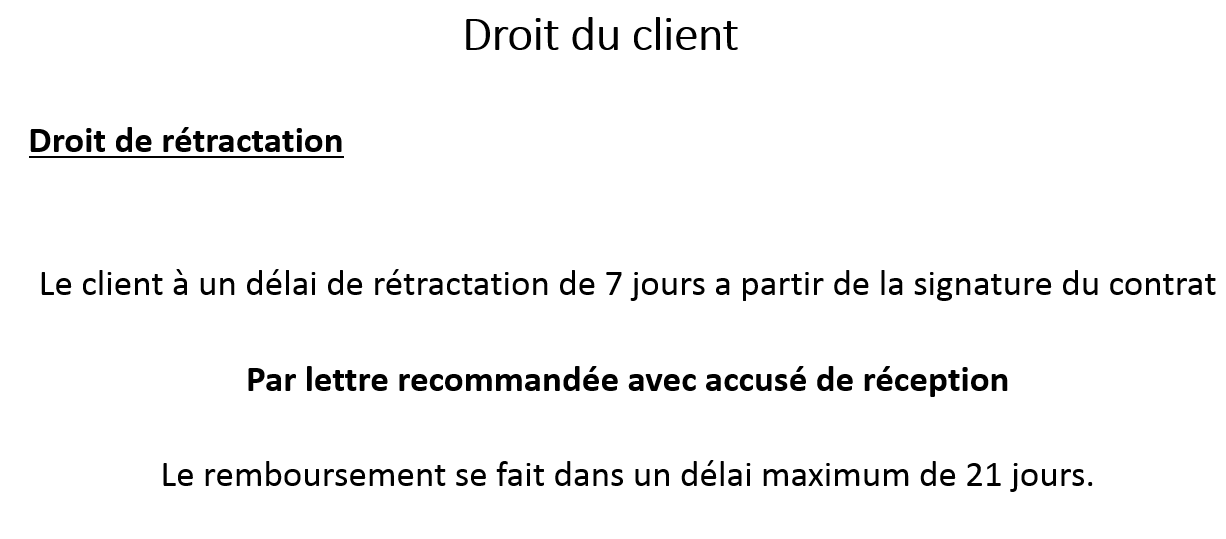 Droit du client
Droit de rétractation
Le client à un délai de rétractation de 7 jours a partir de la signature du contrat
Par lettre recommandée avec accusé de réception
Le remboursement se fait dans un délai maximum de 21 jours.